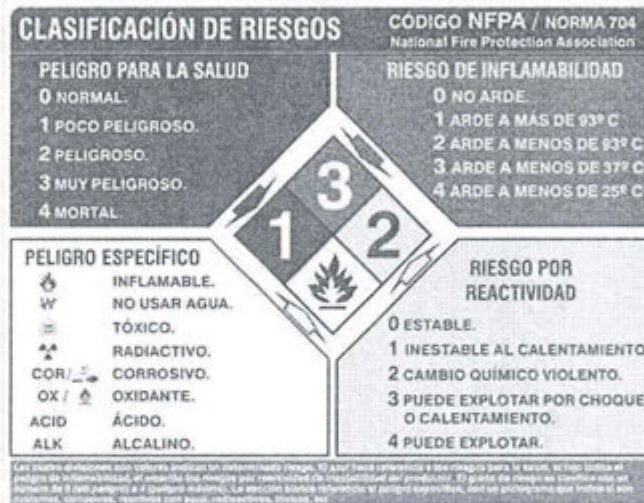 CLASIFICACIÓN DE RIESGOS
CÓDIGO NFPA / NORMA 704
National Fire Protection Association
PELIGRO PARA LA SALUD
0 NORMAL.
1 POCO PELIGROSO.
2 PELIGROSO.
3 MUY PELIGROSO.
4 MORTAL
RIESGO DE INFLAMABILIDAD
0 NO ARDE.
1 ARDE A MÁS DE 93º C
2 ARDE A MENOS DE 93º C
3 ARDE A MENOS DE 37º C
4 ARDE A MENOS DE 25º C
3
1 2
PELIGRO ESPECÍFICO
INFLAMABLE.
W NO USAR AGUA.
TÓXICO.
RADIACTIVO.
COR/ CORROSIVO.
OX / OXIDANTE.
ACID ÁCIDO.
ALK ALCALINO.
RIESGO POR
REACTIVIDAD
0 ESTABLE.
1 INESTABLE AL CALENTAMIENTO
2 CAMBIO QUÍMICO VIOLENTO.
3 PUEDE EXPLOTAR POR CHOQUE
O CALENTAMIENTO.
4 PUEDE EXPLOTAR.